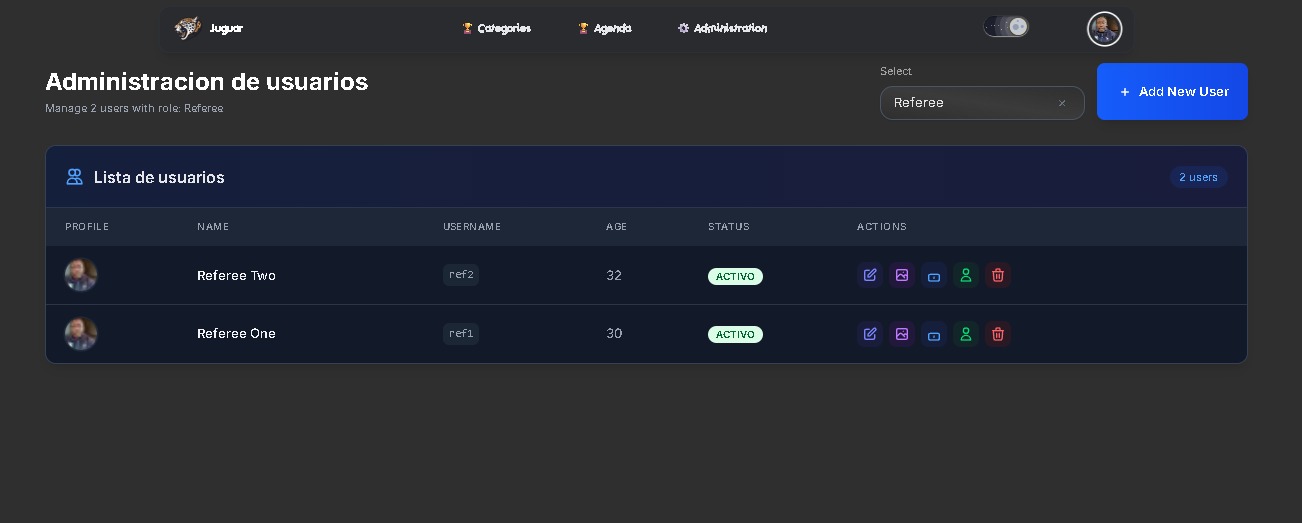 Juguar Categories Agenda Administration
Administracion de usuarios
Manage 2 users with role: Referee
Select
Referee ×
+ Add New User
Lista de usuarios
2 users
PROFILE NAME USERNAME AGE STATUS ACTIONS
Referee Two ref2 32 ACTIVO
Referee One ref1 30 ACTIVO